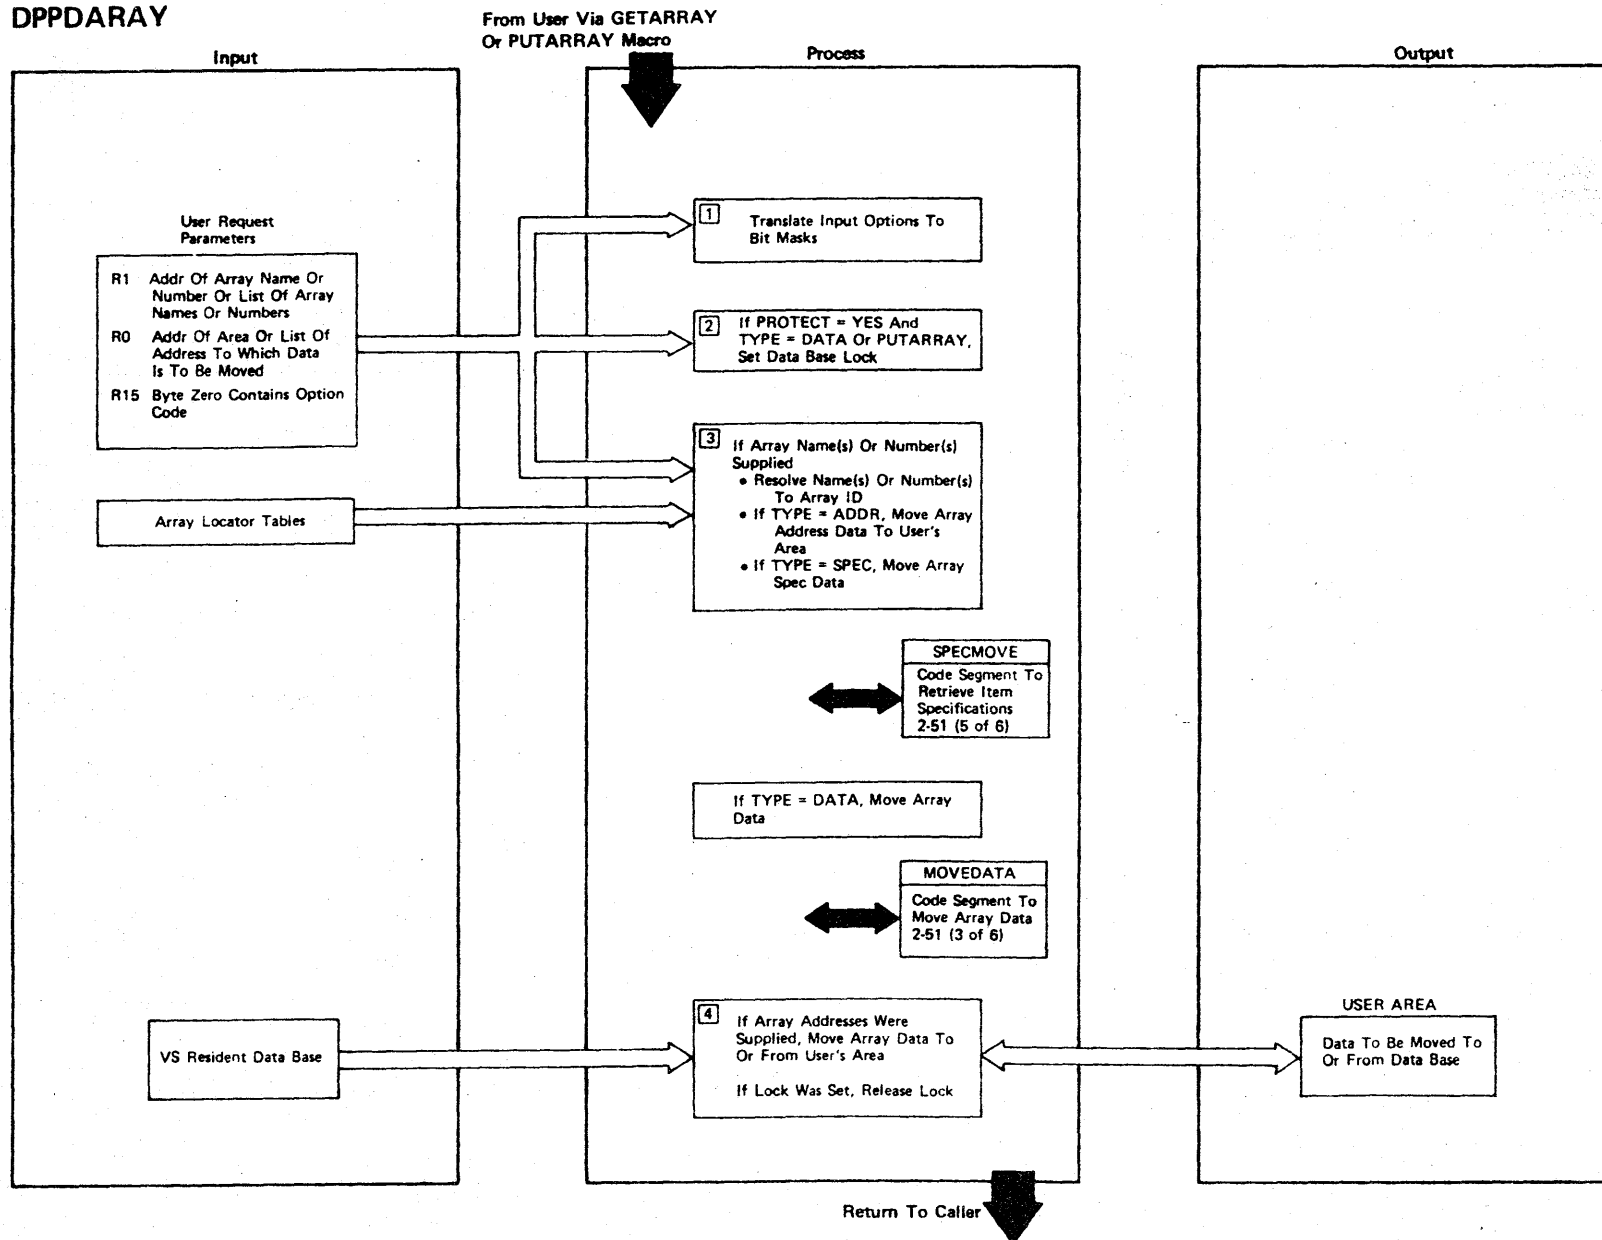 DPPDARAY
From User Via GETARRAY
Or PUTARRAY Macro
Input
Process
Output
User Request
Parameters
R1 Addr Of Array Name Or
Number Or List Of Array
Names Or Numbers
R0 Addr Of Area Or List Of
Address To Which Data
Is To Be Moved
R15 Byte Zero Contains Option
Code
Array Locator Tables
VS Resident Data Base
1 Translate Input Options To
Bit Masks
2 If PROTECT = YES And
TYPE = DATA Or PUTARRAY,
Set Data Base Lock
3 If Array Name(s) Or Number(s)
Supplied
• Resolve Name(s) Or Number(s)
To Array ID
• If TYPE = ADDR, Move Array
Address Data To User's
Area
• If TYPE = SPEC, Move Array
Spec Data
SPECMOVE
Code Segment To
Retrieve Item
Specifications
2-51 (5 of 6)
If TYPE = DATA, Move Array
Data
MOVEDATA
Code Segment To
Move Array Data
2-51 (3 of 6)
4 If Array Addresses Were
Supplied, Move Array Data To
Or From User's Area
If Lock Was Set, Release Lock
USER AREA
Data To Be Moved To
Or From Data Base
Return To Caller